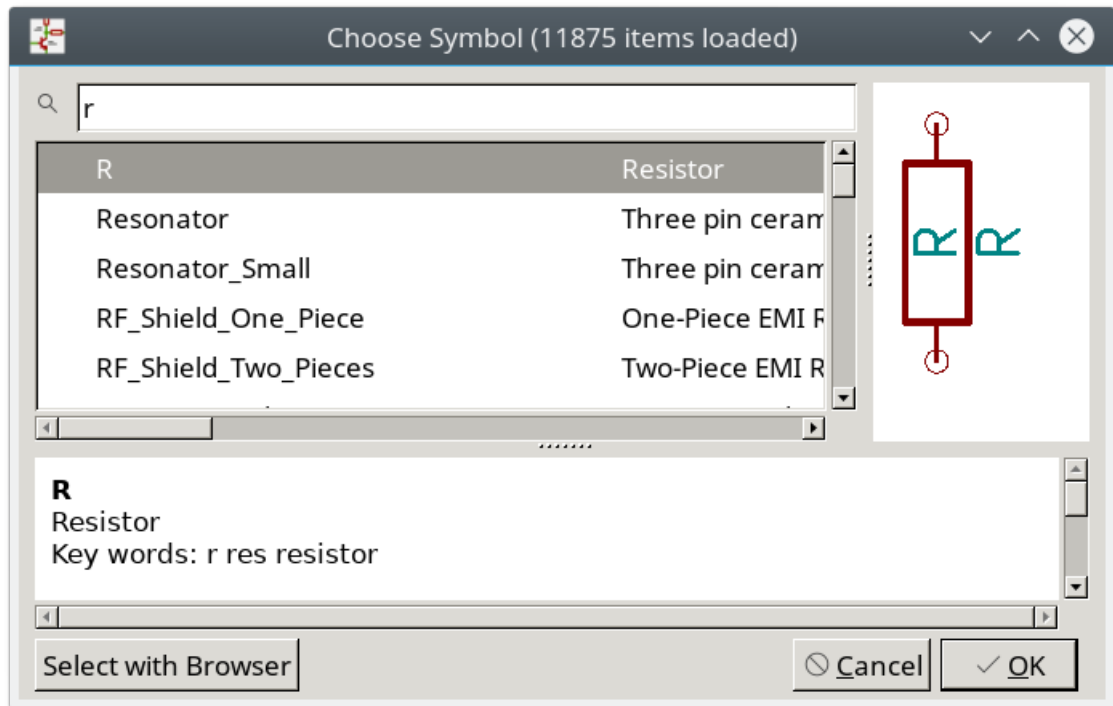 Choose Symbol (11875 items loaded)
r
R Resistor
Resonator Three pin ceram
Resonator_Small Three pin ceram
RF_Shield_One_Piece One-Piece EMI R
RF_Shield_Two_Pieces Two-Piece EMI R
R R
R
Resistor
Key words: r res resistor
Select with Browser Cancel OK